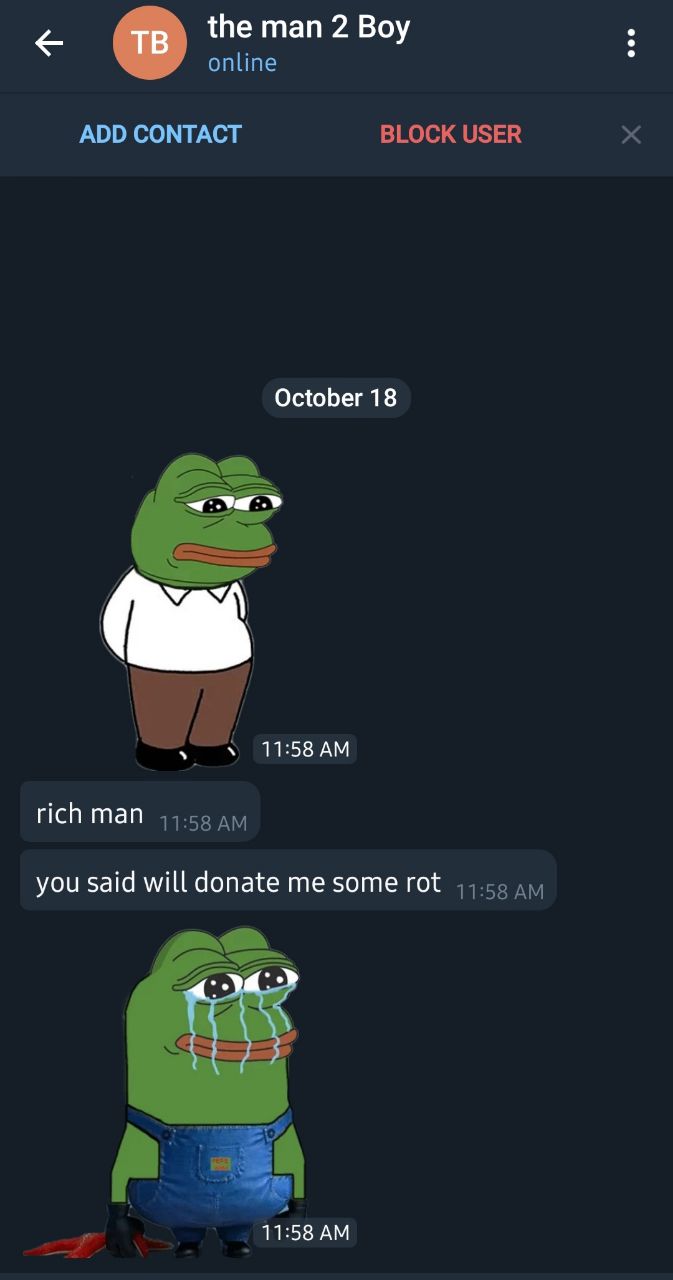 TB
the man 2 Boy
online
ADD CONTACT BLOCK USER
October 18
11:58 AM
rich man 11:58 AM
you said will donate me some rot 11:58 AM
11:58 AM